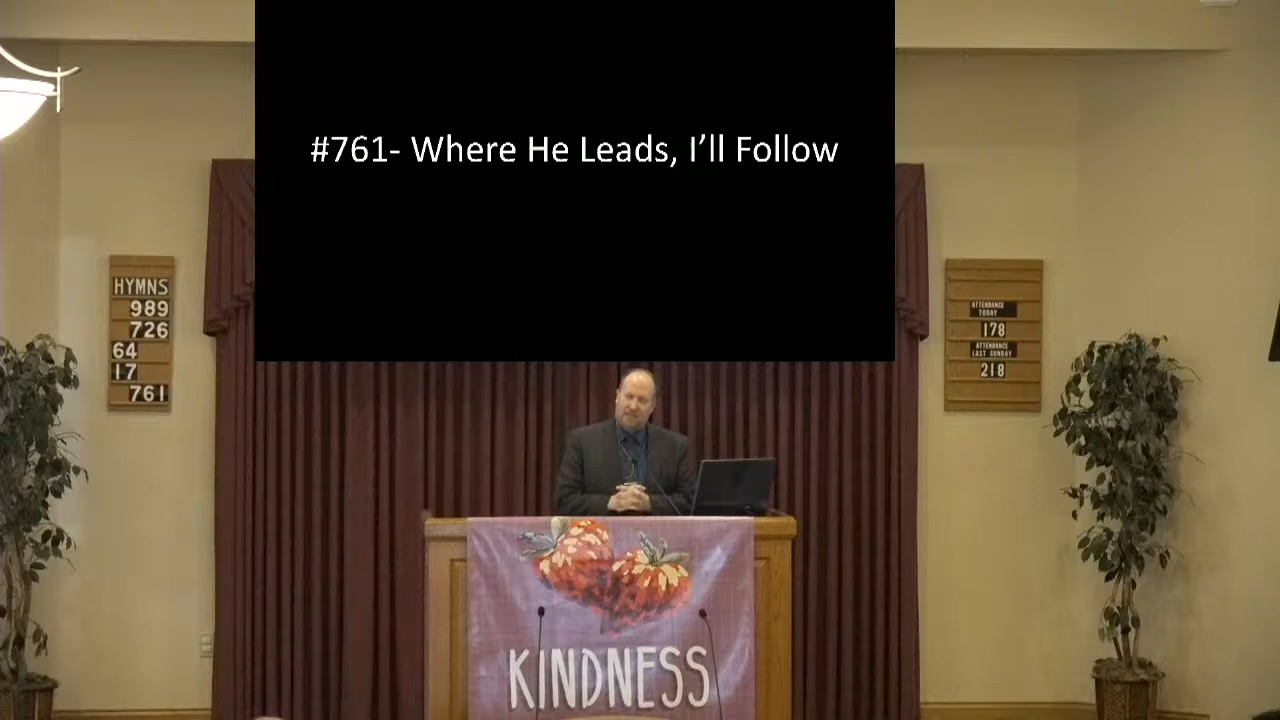 #761- Where He Leads, I'll Follow
HYMNS
989
726
64
17
761
ATTENDANCE
TODAY
178
ATTENDANCE
LAST SUNDAY
218
KINDNESS